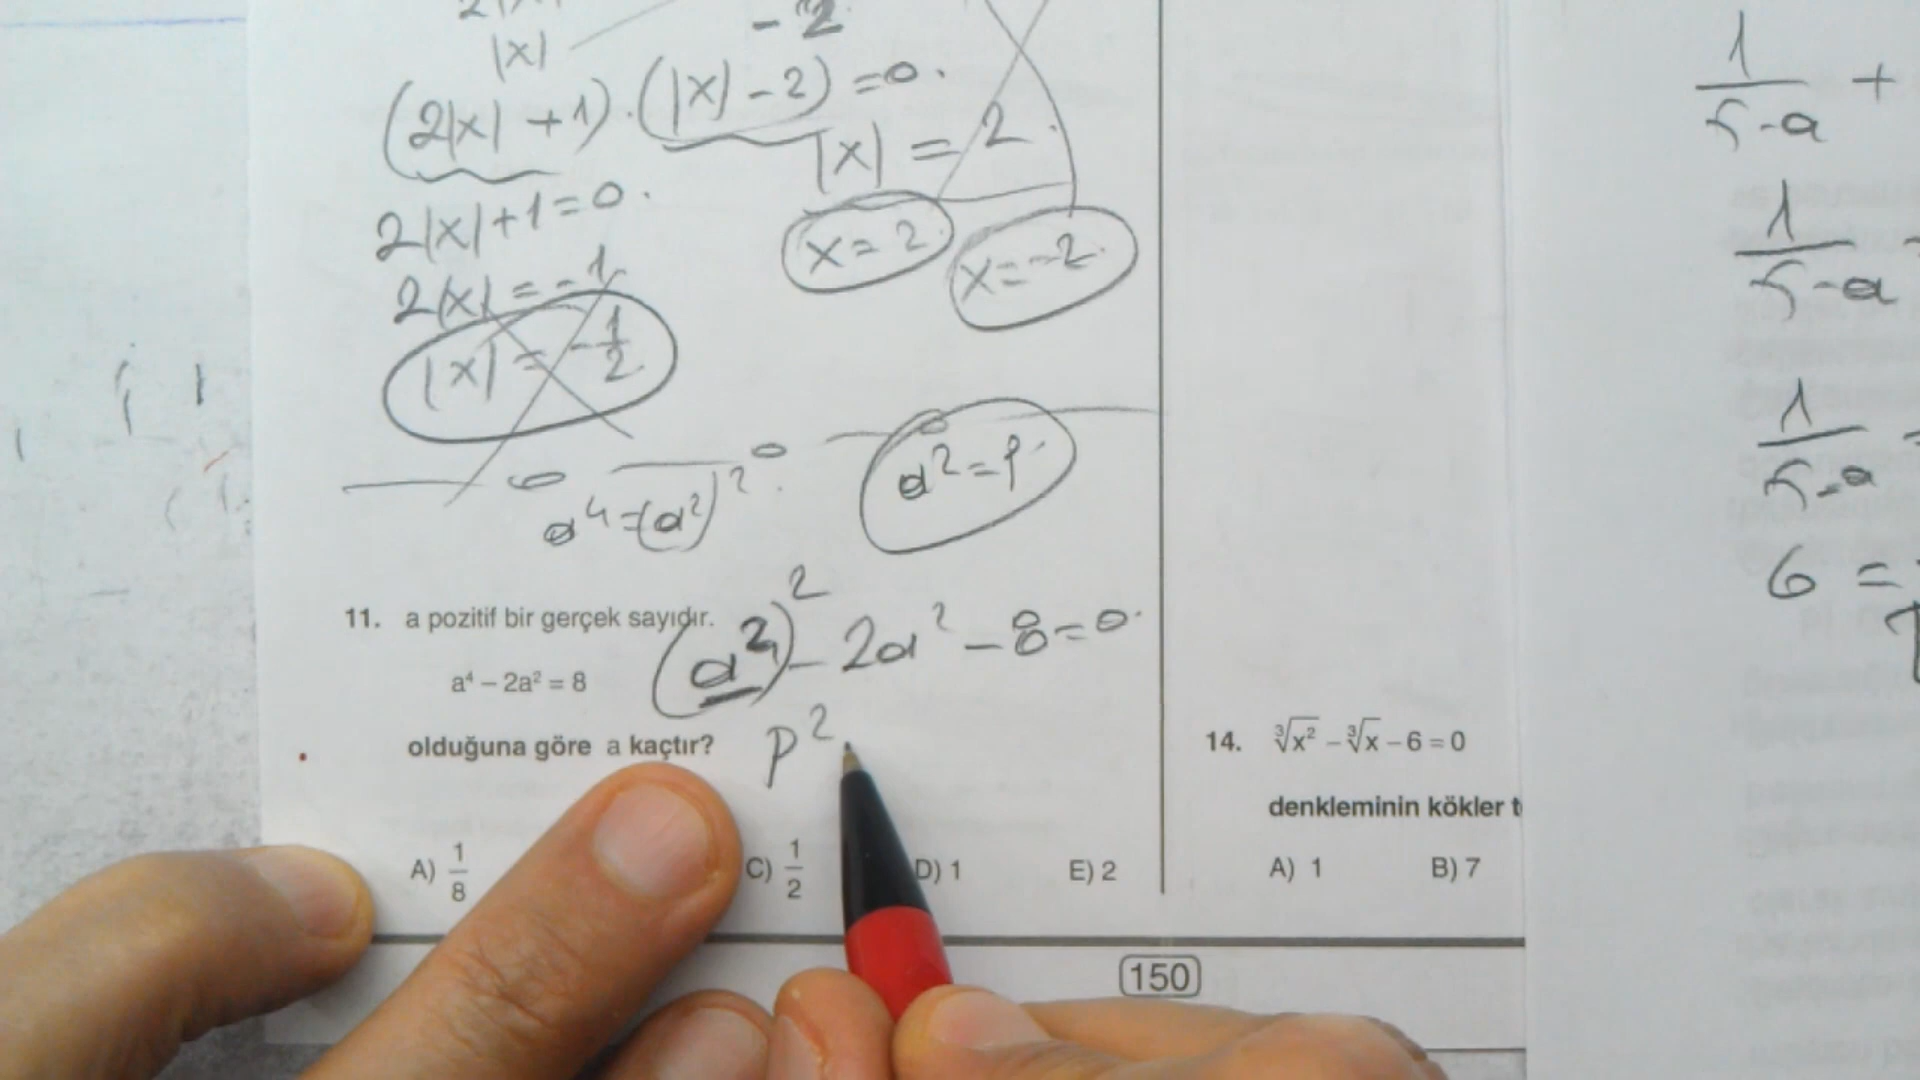 |x|
- 2
(2|x| + 1) . (|x| - 2) = 0.
|x| = 2.
2|x| + 1 = 0.
x = 2
x = -2
2|x| = -1
|x| = -1/2
a⁴ = (a²)²
a² = p
11. a pozitif bir gerçek sayıdır.
(a²)² - 2a² - 8 = 0.
a⁴ – 2a² = 8
olduğuna göre a kaçtır?
p²
A) 1/8
C) 1/2
D) 1
E) 2
14. ∛x² – ∛x – 6 = 0
denkleminin kökler
A) 1
B) 7
150
1/5-a +
1/5-a
1/5-a
6 =